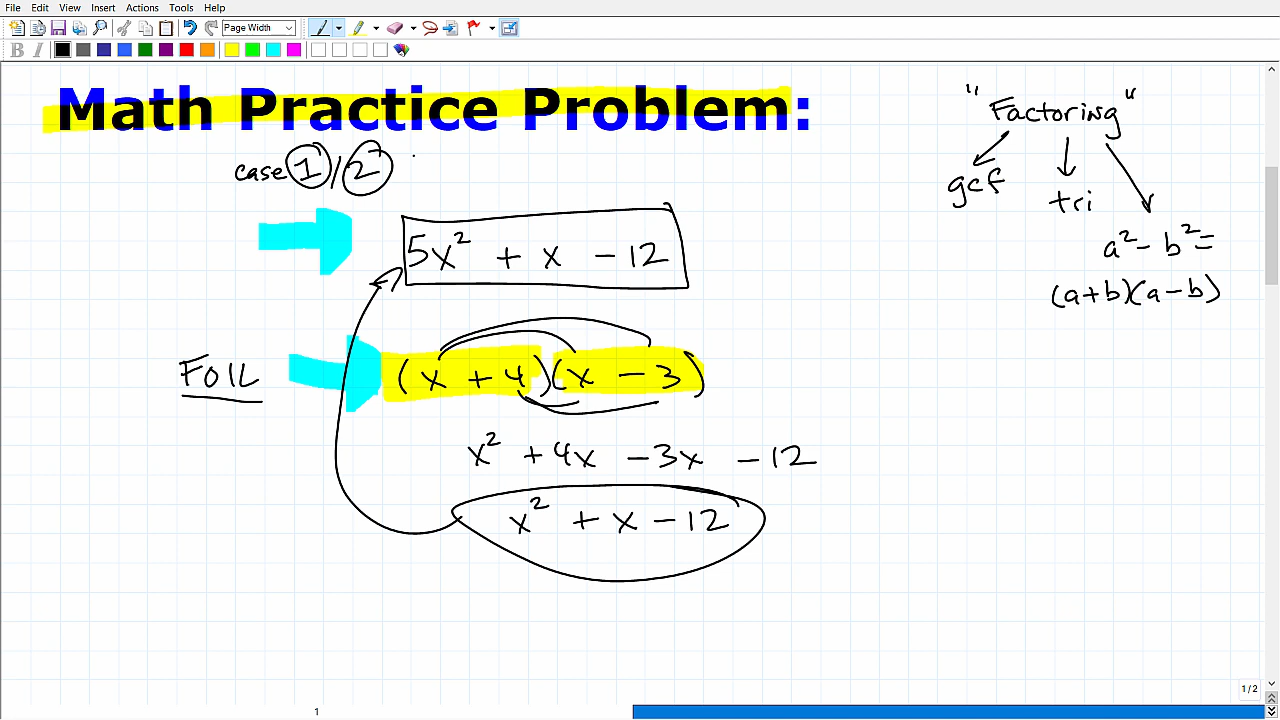 File Edit View Insert Actions Tools Help
Page Width
B I
Math Practice Problem:
case 1/2
5x² + x - 12
FOIL
(x + 4)(x - 3)
x² + 4x - 3x - 12
x² + x - 12
"Factoring"
gcf
tri
a² - b² =
(a+b)(a-b)
1
1/2